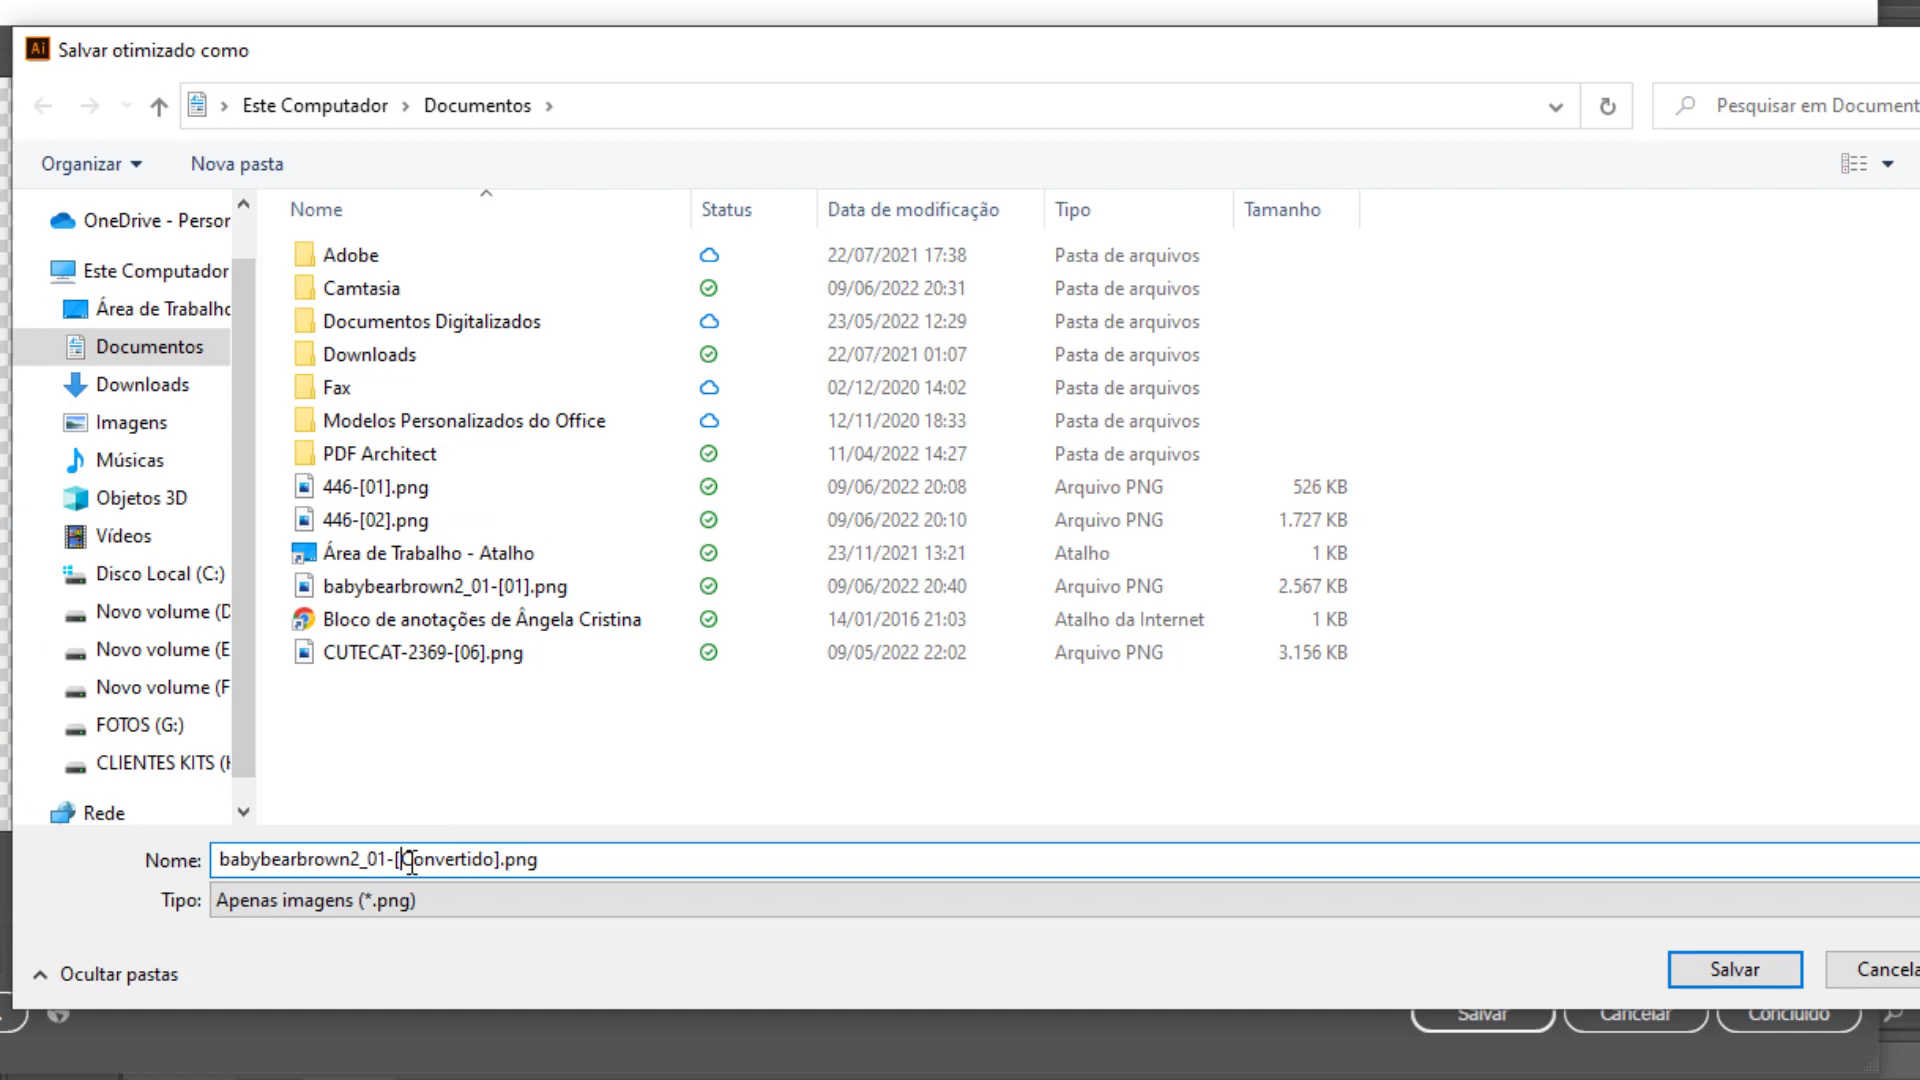 Ai Salvar otimizado como
Este Computador > Documentos >
Pesquisar em Document
Organizar
Nova pasta
OneDrive - Person
Este Computador
Área de Trabalho
Documentos
Downloads
Imagens
Músicas
Objetos 3D
Vídeos
Disco Local (C:)
Novo volume (D
Novo volume (E
Novo volume (F
FOTOS (G:)
CLIENTES KITS (H
Rede
Nome Status Data de modificação Tipo Tamanho
Adobe 22/07/2021 17:38 Pasta de arquivos
Camtasia 09/06/2022 20:31 Pasta de arquivos
Documentos Digitalizados 23/05/2022 12:29 Pasta de arquivos
Downloads 22/07/2021 01:07 Pasta de arquivos
Fax 02/12/2020 14:02 Pasta de arquivos
Modelos Personalizados do Office 12/11/2020 18:33 Pasta de arquivos
PDF Architect 11/04/2022 14:27 Pasta de arquivos
446-[01].png 09/06/2022 20:08 Arquivo PNG 526 KB
446-[02].png 09/06/2022 20:10 Arquivo PNG 1.727 KB
Área de Trabalho - Atalho 23/11/2021 13:21 Atalho 1 KB
babybearbrown2_01-[01].png 09/06/2022 20:40 Arquivo PNG 2.567 KB
Bloco de anotações de Ângela Cristina 14/01/2016 21:03 Atalho da Internet 1 KB
CUTECAT-2369-[06].png 09/05/2022 22:02 Arquivo PNG 3.156 KB
Nome: babybearbrown2_01-[Convertido].png
Tipo: Apenas imagens (*.png)
Ocultar pastas
Salvar
Cancela
Salvar
Cancelar
Concluído